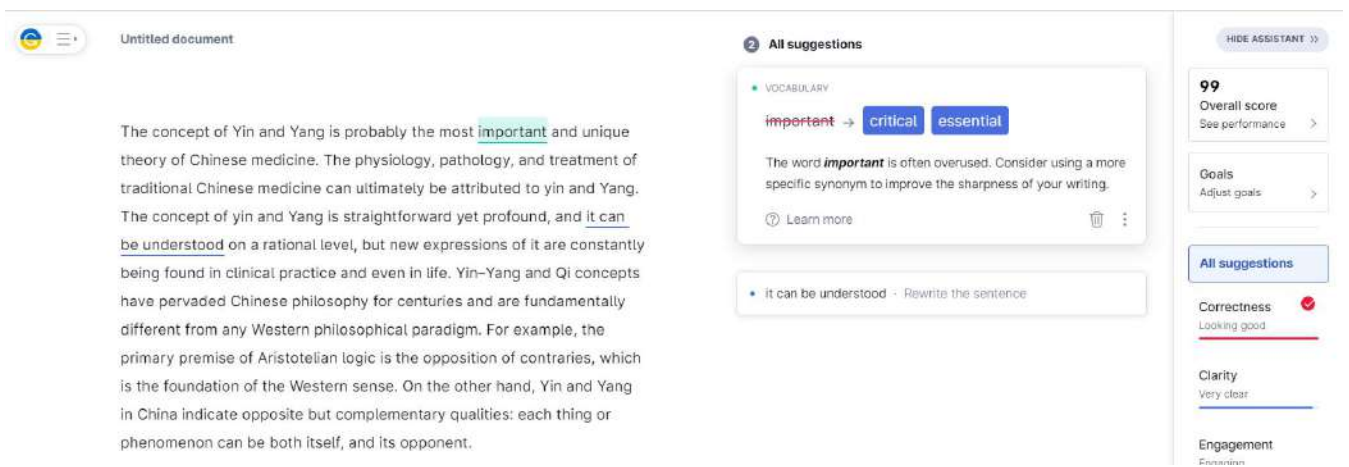 Untitled document
The concept of Yin and Yang is probably the most important and unique
theory of Chinese medicine. The physiology, pathology, and treatment of
traditional Chinese medicine can ultimately be attributed to yin and Yang.
The concept of yin and Yang is straightforward yet profound, and it can
be understood on a rational level, but new expressions of it are constantly
being found in clinical practice and even in life. Yin–Yang and Qi concepts
have pervaded Chinese philosophy for centuries and are fundamentally
different from any Western philosophical paradigm. For example, the
primary premise of Aristotelian logic is the opposition of contraries, which
is the foundation of the Western sense. On the other hand, Yin and Yang
in China indicate opposite but complementary qualities: each thing or
phenomenon can be both itself, and its opponent.
2 All suggestions
VOCABULARY
important → critical essential
The word important is often overused. Consider using a more
specific synonym to improve the sharpness of your writing.
Learn more
it can be understood · Rewrite the sentence
HIDE ASSISTANT
99
Overall score
See performance
Goals
Adjust goals
All suggestions
Correctness
Looking good
Clarity
Very clear
Engagement
Engaging